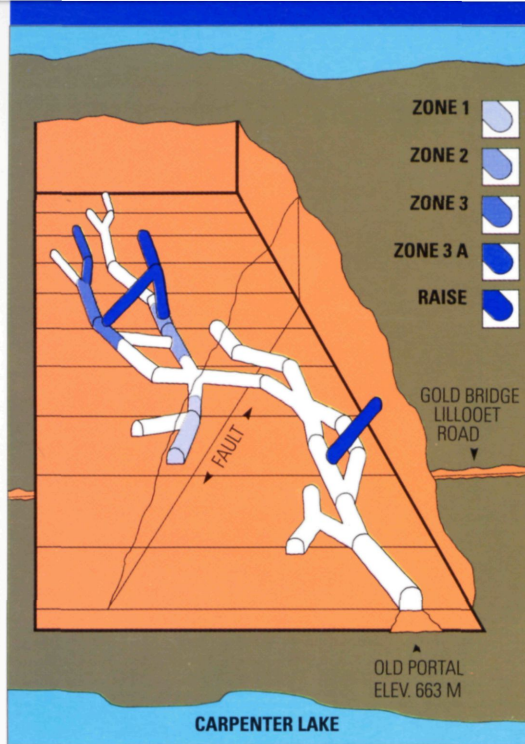 ZONE 1
ZONE 2
ZONE 3
ZONE 3 A
RAISE
GOLD BRIDGE
LILLOOET
ROAD
FAULT
OLD PORTAL
ELEV. 663 M
CARPENTER LAKE